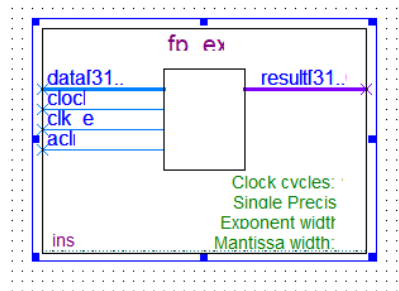 fp_ex
data[31..
result[31..
clock
clk_e
aclr
Clock cycles:
Single Precis
Exponent width
Mantissa width:
ins